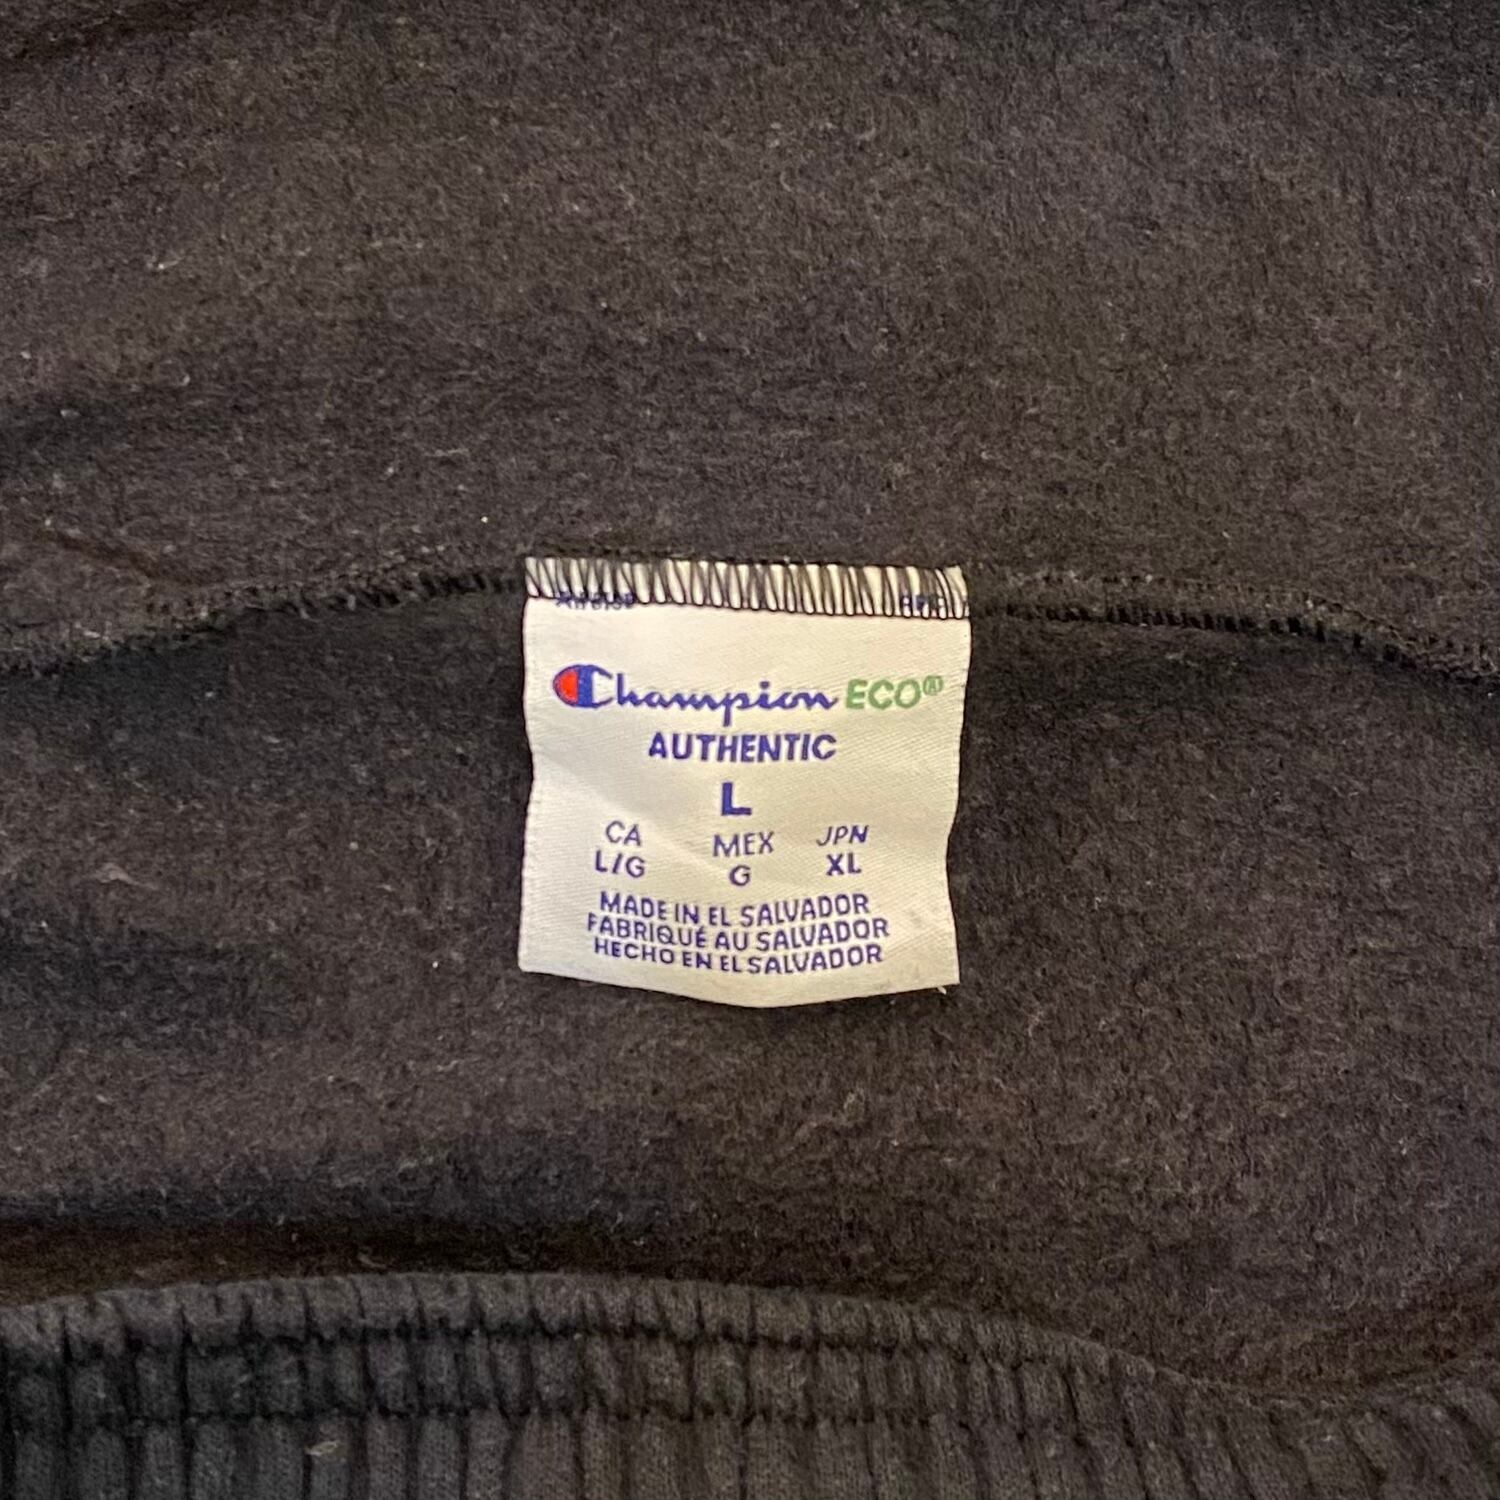 Champion ECO®
AUTHENTIC
L
CA MEX JPN
L/G G XL
MADE IN EL SALVADOR
FABRIQUÉ AU SALVADOR
HECHO EN EL SALVADOR